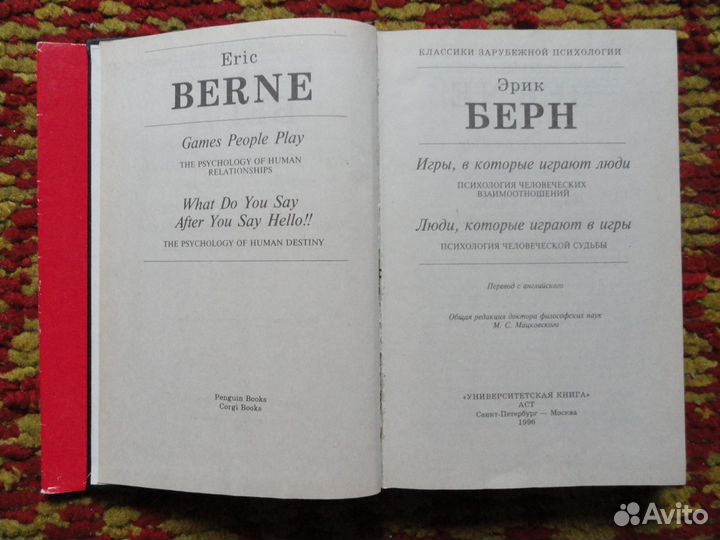 Eric
BERNE
Games People Play
THE PSYCHOLOGY OF HUMAN
RELATIONSHIPS
What Do You Say
After You Say Hello!!
THE PSYCHOLOGY OF HUMAN DESTINY
Penguin Books
Corgi Books
КЛАССИКИ ЗАРУБЕЖНОЙ ПСИХОЛОГИИ
Эрик
БЕРН
Игры, в которые играют люди
ПСИХОЛОГИЯ ЧЕЛОВЕЧЕСКИХ
ВЗАИМООТНОШЕНИЙ
Люди, которые играют в игры
ПСИХОЛОГИЯ ЧЕЛОВЕЧЕСКОЙ СУДЬБЫ
Перевод с английского
Общая редакция доктора философских наук
М. С. Мацковского
«УНИВЕРСИТЕТСКАЯ КНИГА»
АСТ
Санкт-Петербург — Москва
1996
Avito